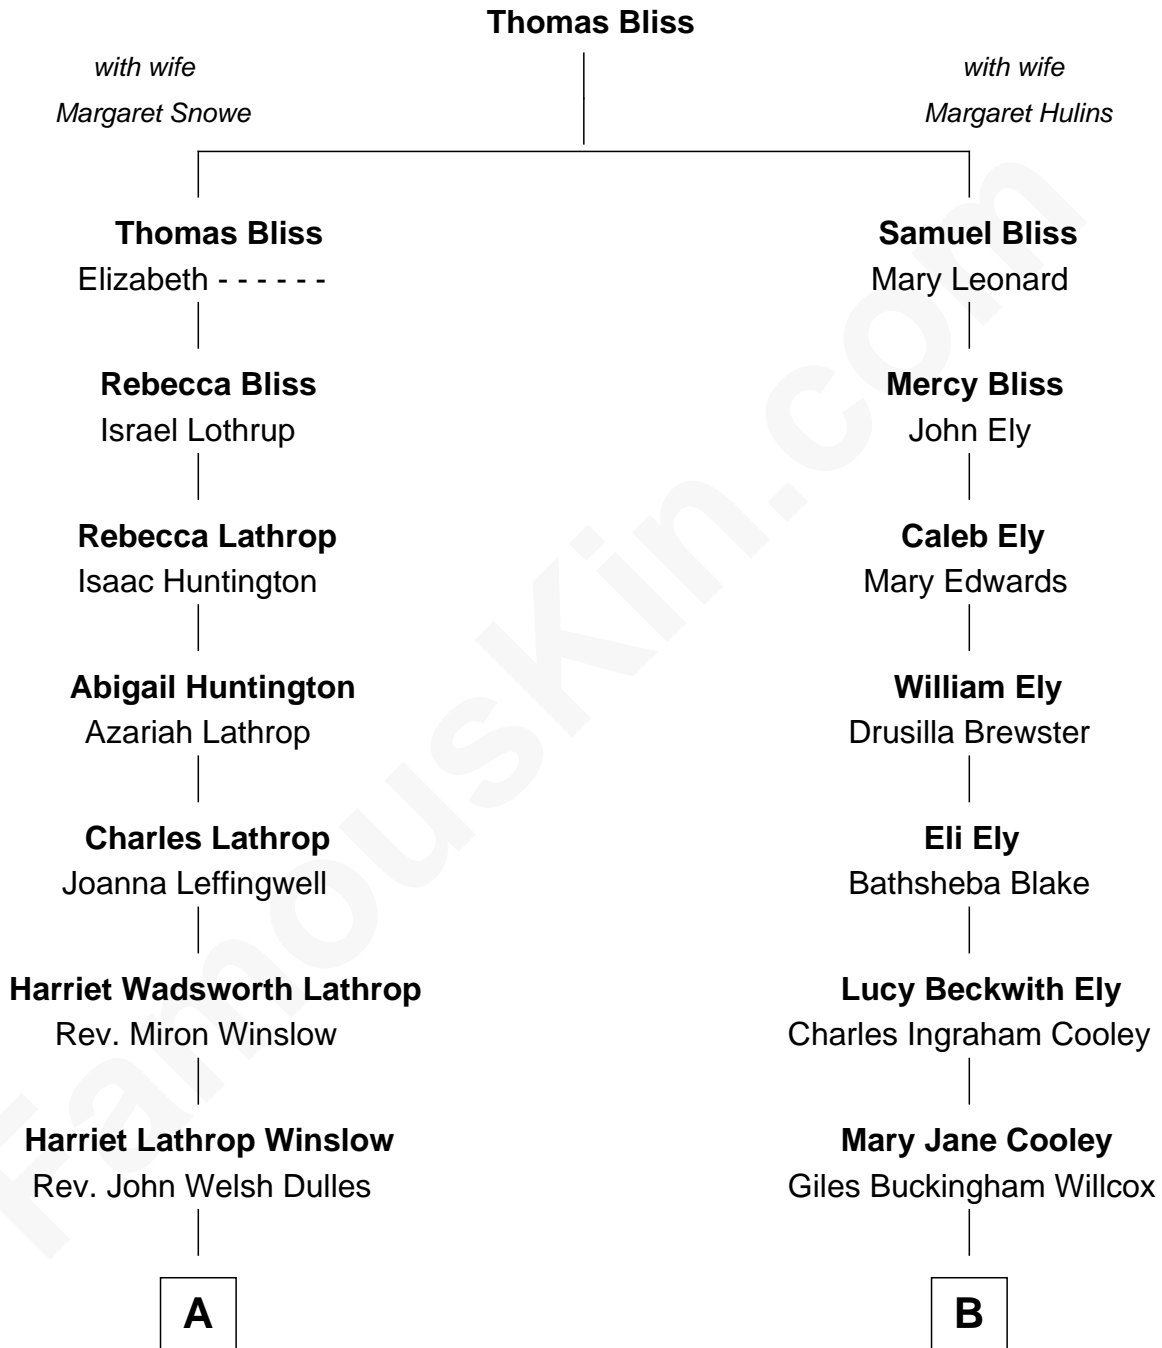 Thomas Bliss
with wife
Margaret Snowe
with wife
Margaret Hulins
Thomas Bliss
Elizabeth - - - - - -
Samuel Bliss
Mary Leonard
Rebecca Bliss
Israel Lothrup
Mercy Bliss
John Ely
Rebecca Lathrop
Isaac Huntington
Caleb Ely
Mary Edwards
Abigail Huntington
Azariah Lathrop
William Ely
Drusilla Brewster
Charles Lathrop
Joanna Leffingwell
Eli Ely
Bathsheba Blake
Harriet Wadsworth Lathrop
Rev. Miron Winslow
Lucy Beckwith Ely
Charles Ingraham Cooley
Harriet Lathrop Winslow
Rev. John Welsh Dulles
Mary Jane Cooley
Giles Buckingham Willcox
A
B
FamousKin.com